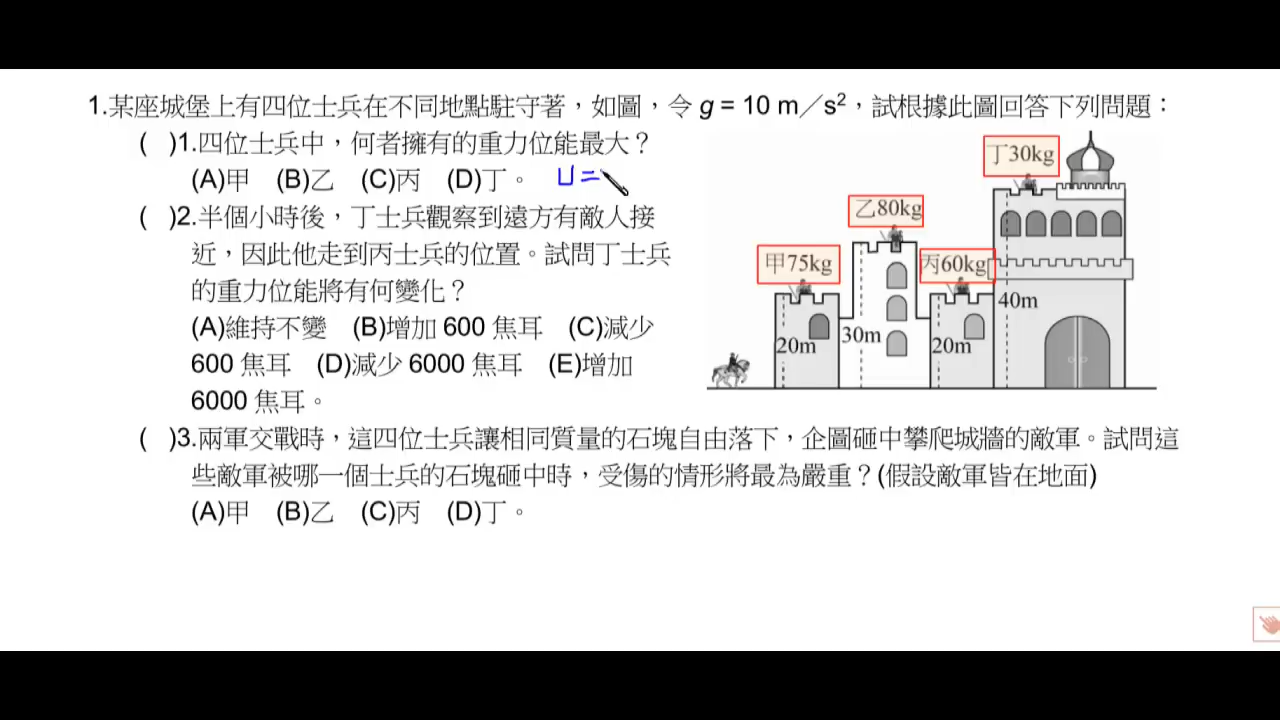 1.某座城堡上有四位士兵在不同地點駐守著，如圖，令 g = 10 m／s²，試根據此圖回答下列問題：
( )1.四位士兵中，何者擁有的重力位能最大？
(A)甲 (B)乙 (C)丙 (D)丁。 U=
( )2.半個小時後，丁士兵觀察到遠方有敵人接
近，因此他走到丙士兵的位置。試問丁士兵
的重力位能將有何變化？
(A)維持不變 (B)增加 600 焦耳 (C)減少
600 焦耳 (D)減少 6000 焦耳 (E)增加
6000 焦耳。
丁30kg
乙80kg
甲75kg
丙60kg
40m
30m
20m
20m
( )3.兩軍交戰時，這四位士兵讓相同質量的石塊自由落下，企圖砸中攀爬城牆的敵軍。試問這
些敵軍被哪一個士兵的石塊砸中時，受傷的情形將最為嚴重？(假設敵軍皆在地面)
(A)甲 (B)乙 (C)丙 (D)丁。